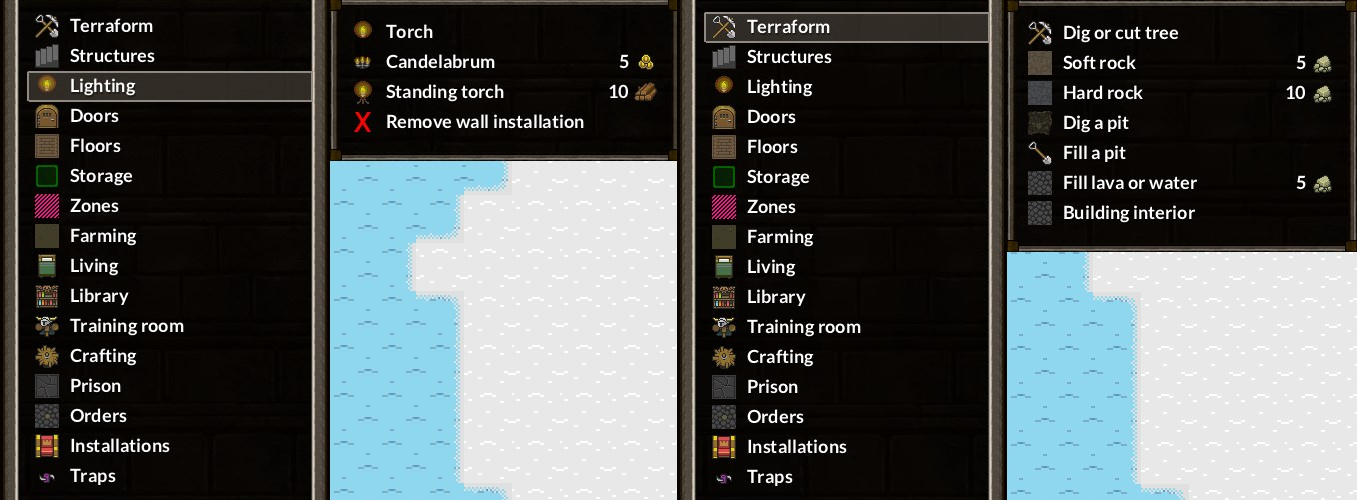 Terraform
Structures
Lighting
Doors
Floors
Storage
Zones
Farming
Living
Library
Training room
Crafting
Prison
Orders
Installations
Traps
Torch
Candelabrum 5
Standing torch 10
Remove wall installation
Terraform
Structures
Lighting
Doors
Floors
Storage
Zones
Farming
Living
Library
Training room
Crafting
Prison
Orders
Installations
Traps
Dig or cut tree
Soft rock 5
Hard rock 10
Dig a pit
Fill a pit
Fill lava or water 5
Building interior